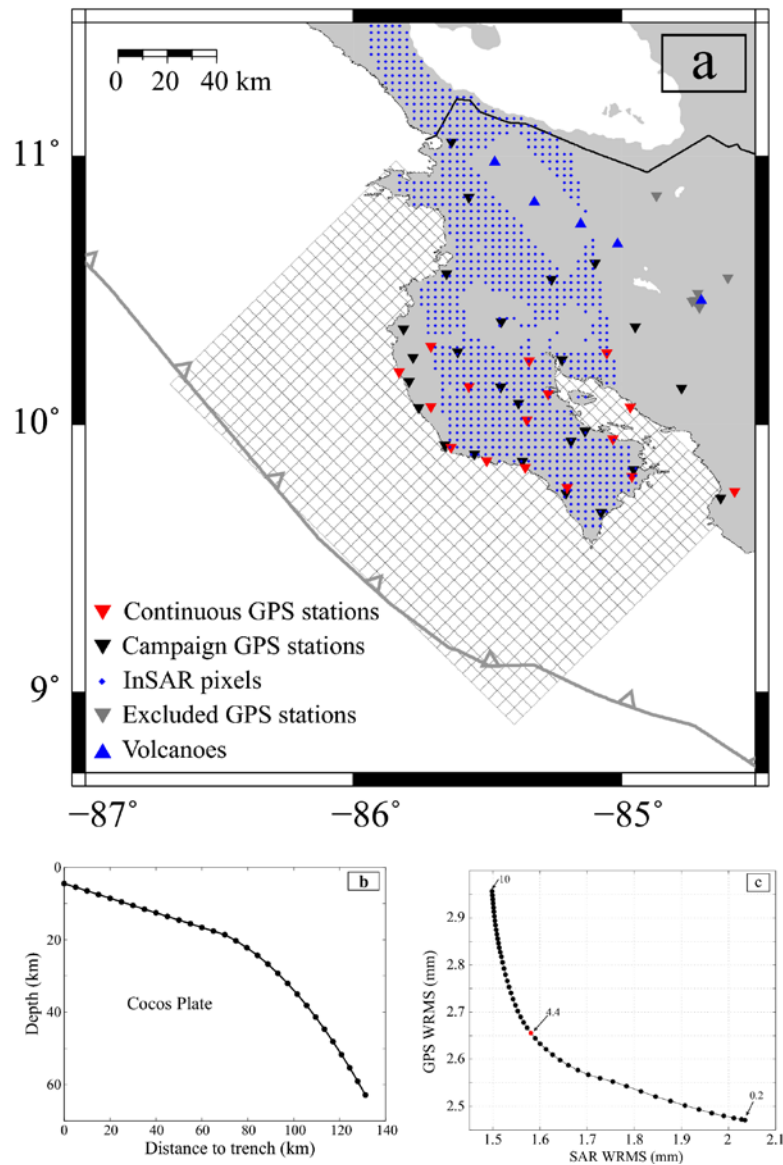 a
0 20 40
km
11°
10°
9°
Continuous GPS stations
Campaign GPS stations
InSAR pixels
Excluded GPS stations
Volcanoes
−87° −86° −85°
b
0
20
40
60
Depth (km)
Cocos Plate
0 20 40 60 80 100 120 140
Distance to trench (km)
c
10
2.9
2.8
2.7
2.6
2.5
GPS WRMS (mm)
4.4
0.2
1.5 1.6 1.7 1.8 1.9 2 2.1
SAR WRMS (mm)